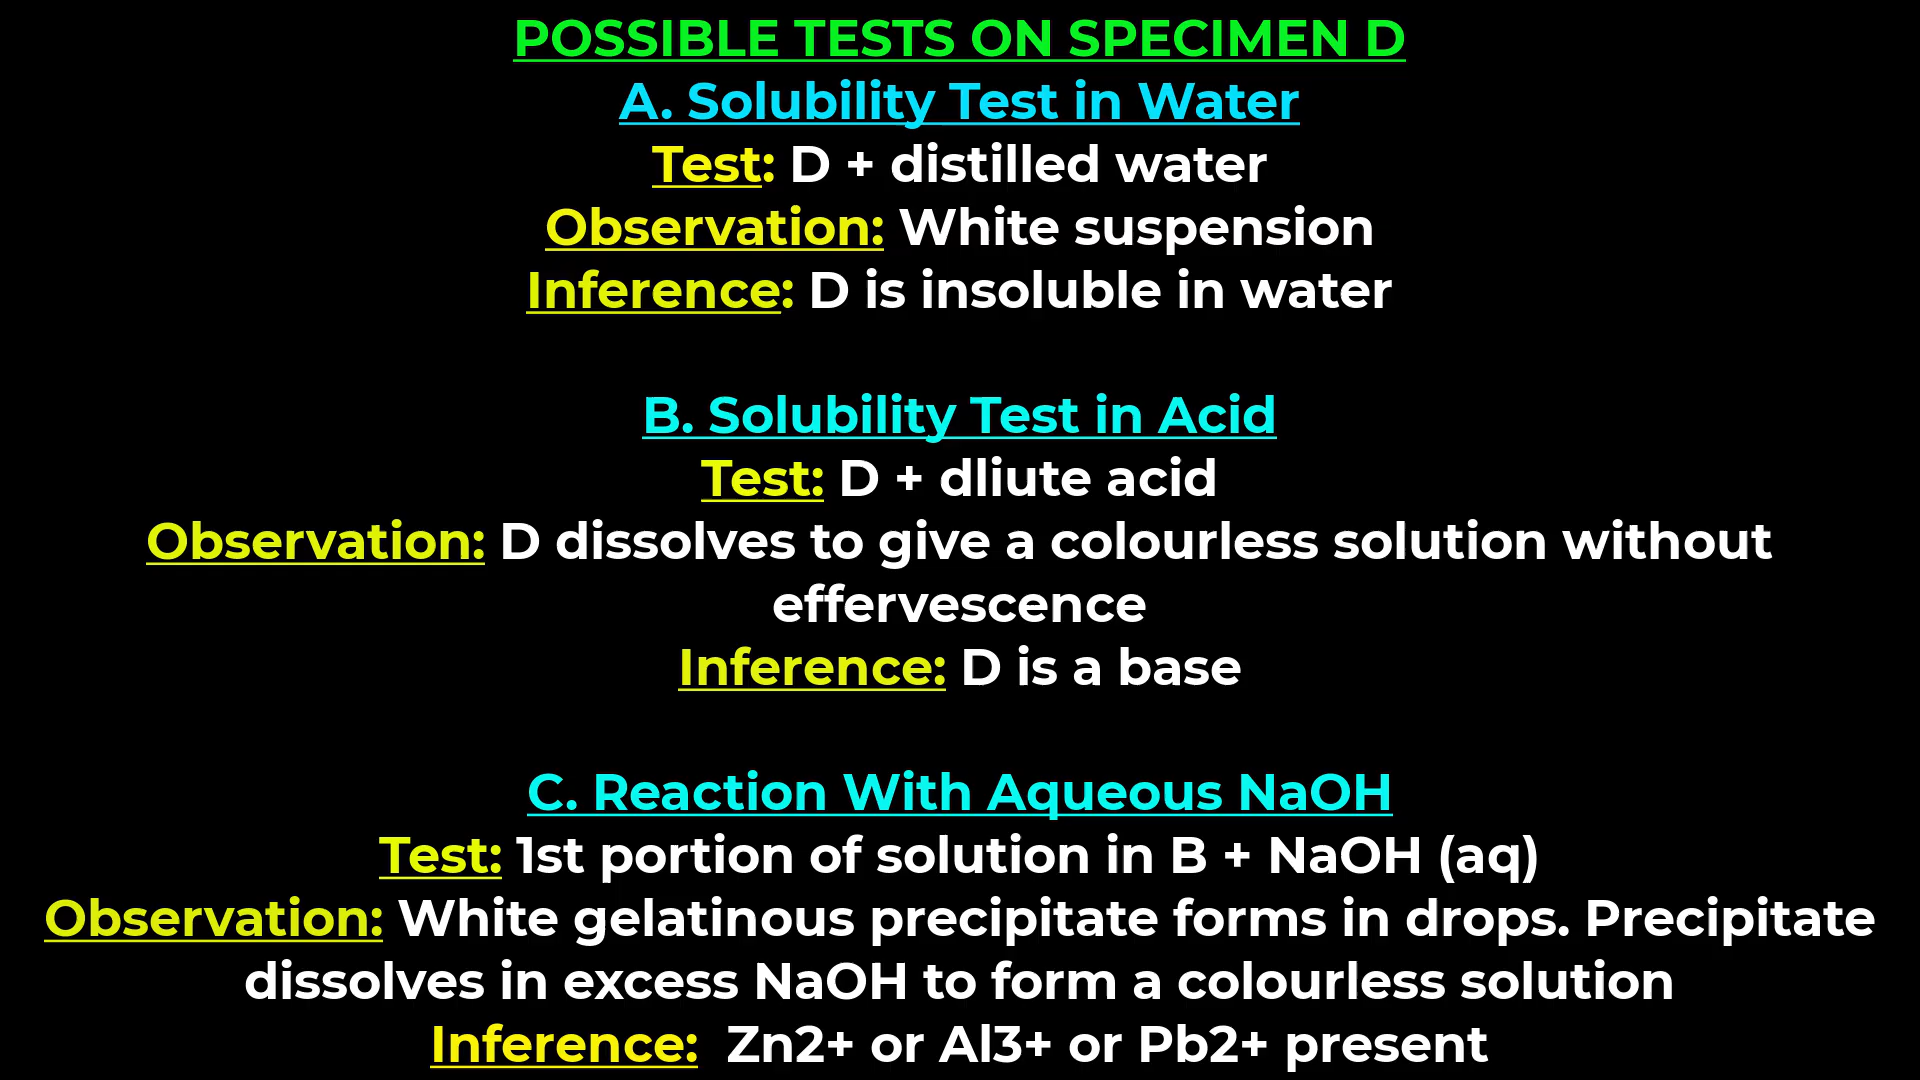 POSSIBLE TESTS ON SPECIMEN D
A. Solubility Test in Water
Test: D + distilled water
Observation: White suspension
Inference: D is insoluble in water
B. Solubility Test in Acid
Test: D + dliute acid
Observation: D dissolves to give a colourless solution without
effervescence
Inference: D is a base
C. Reaction With Aqueous NaOH
Test: 1st portion of solution in B + NaOH (aq)
Observation: White gelatinous precipitate forms in drops. Precipitate
dissolves in excess NaOH to form a colourless solution
Inference: Zn2+ or Al3+ or Pb2+ present